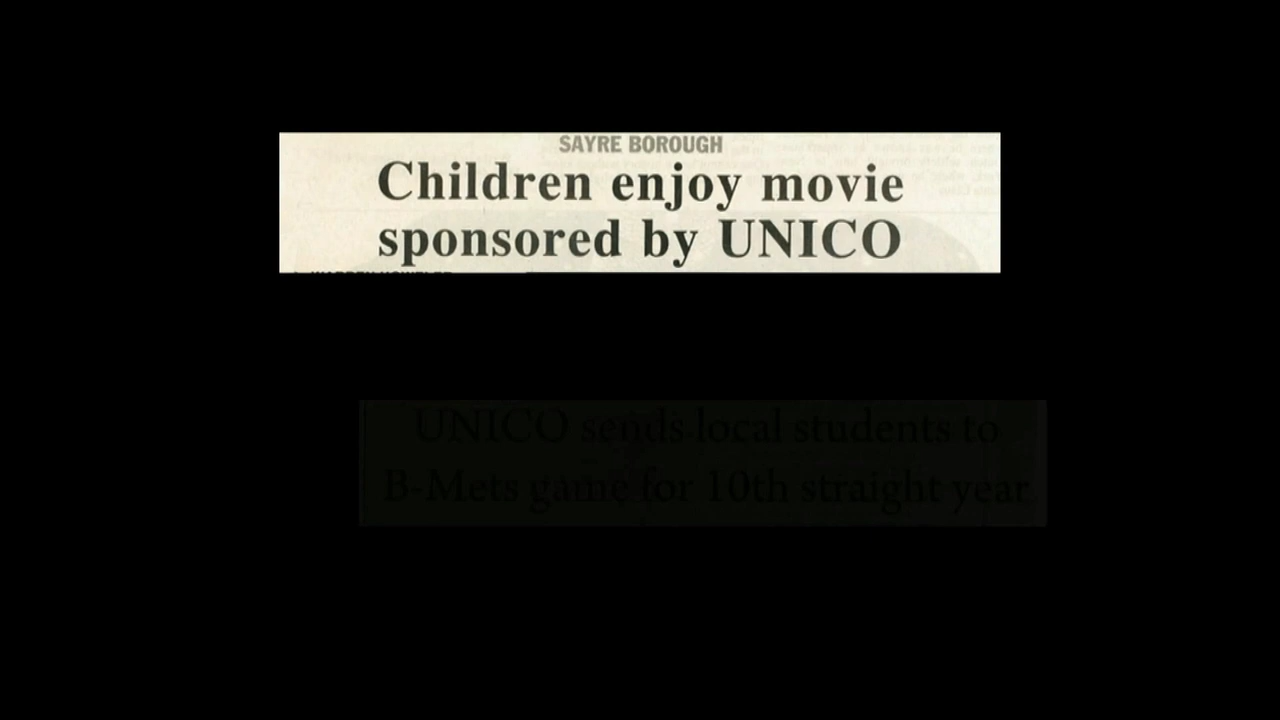 SAYRE BOROUGH
Children enjoy movie
sponsored by UNICO
UNICO sends local students to
B-Mets game for 10th straight year